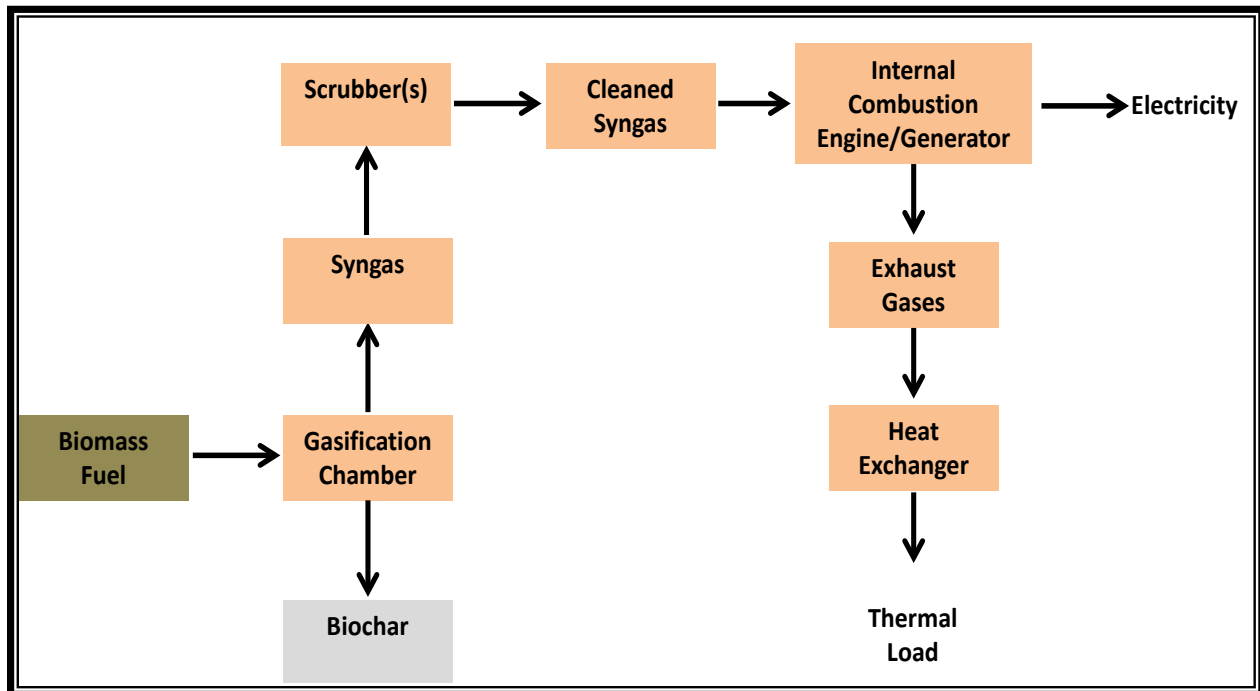 Scrubber(s)
Cleaned
Syngas
Internal
Combustion
Engine/Generator
Electricity
Syngas
Exhaust
Gases
Biomass
Fuel
Gasification
Chamber
Heat
Exchanger
Biochar
Thermal
Load